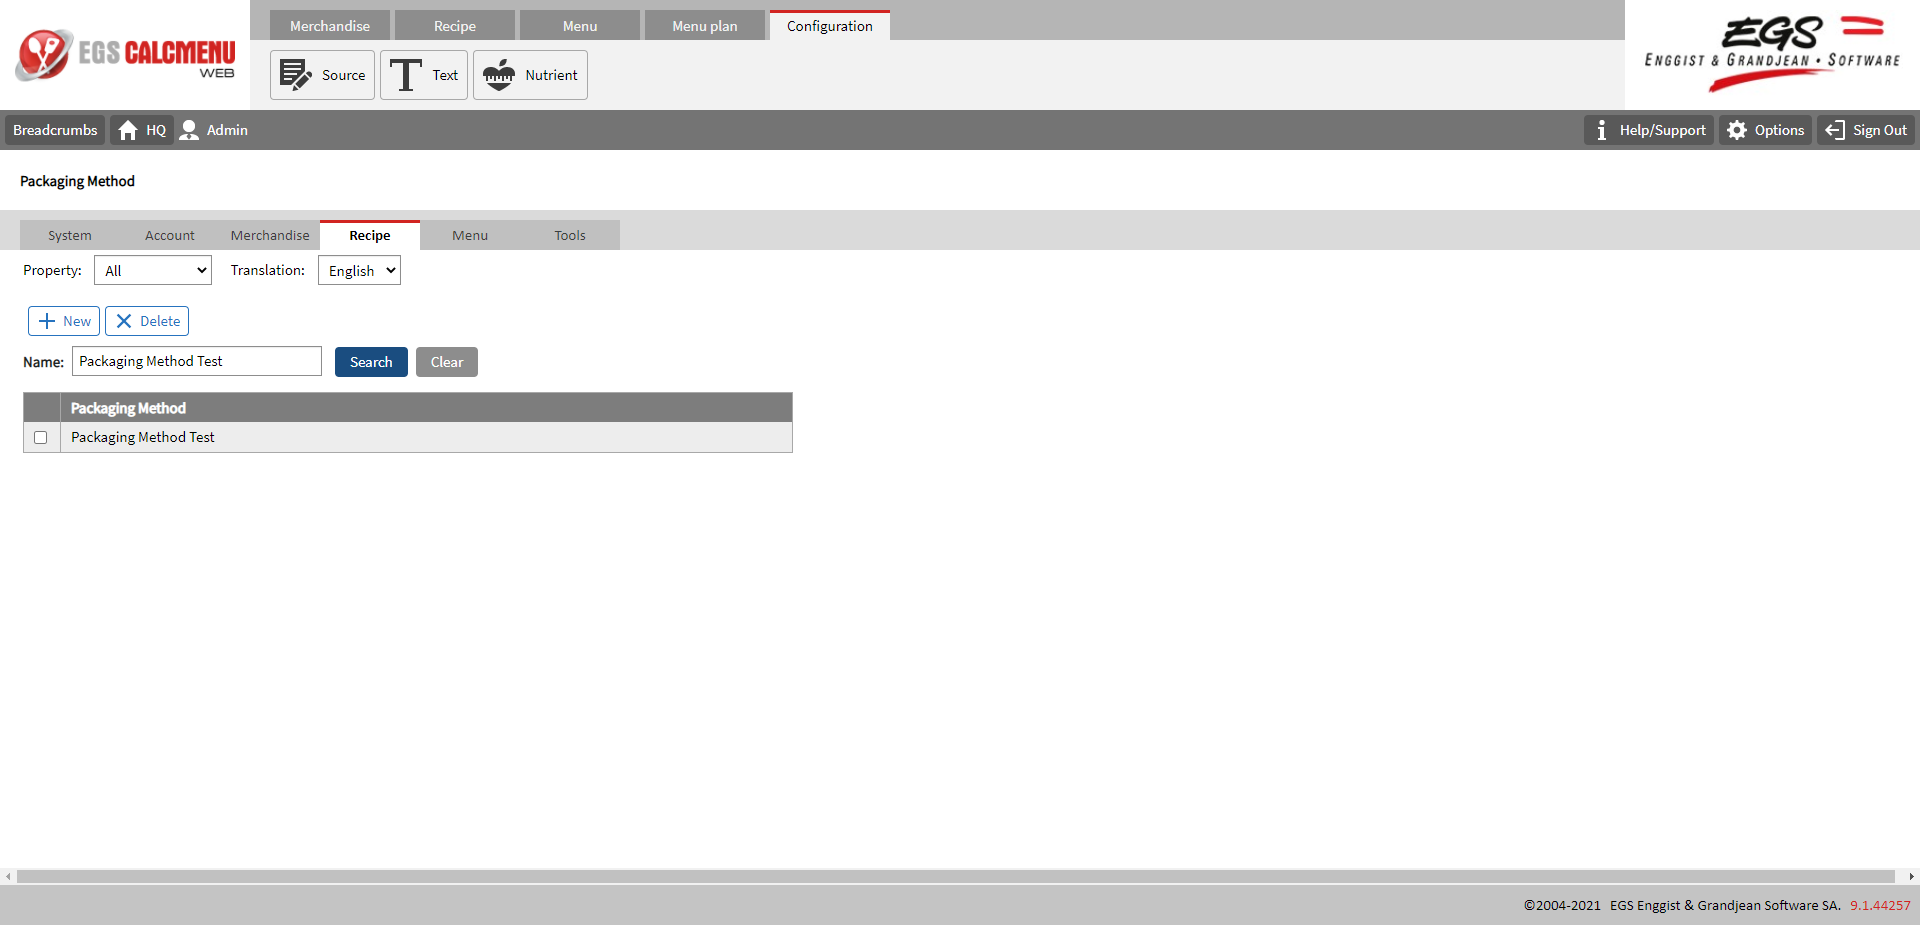 EGS CALCMENU
WEB
Merchandise Recipe Menu Menu plan Configuration
Source Text Nutrient
EGS
ENGGIST & GRANDJEAN • SOFTWARE
Breadcrumbs HQ Admin Help/Support Options Sign Out
Packaging Method
System Account Merchandise Recipe Menu Tools
Property: All Translation: English
New Delete
Name: Packaging Method Test Search Clear
Packaging Method
Packaging Method Test
©2004-2021 EGS Enggist & Grandjean Software SA. 9.1.44257